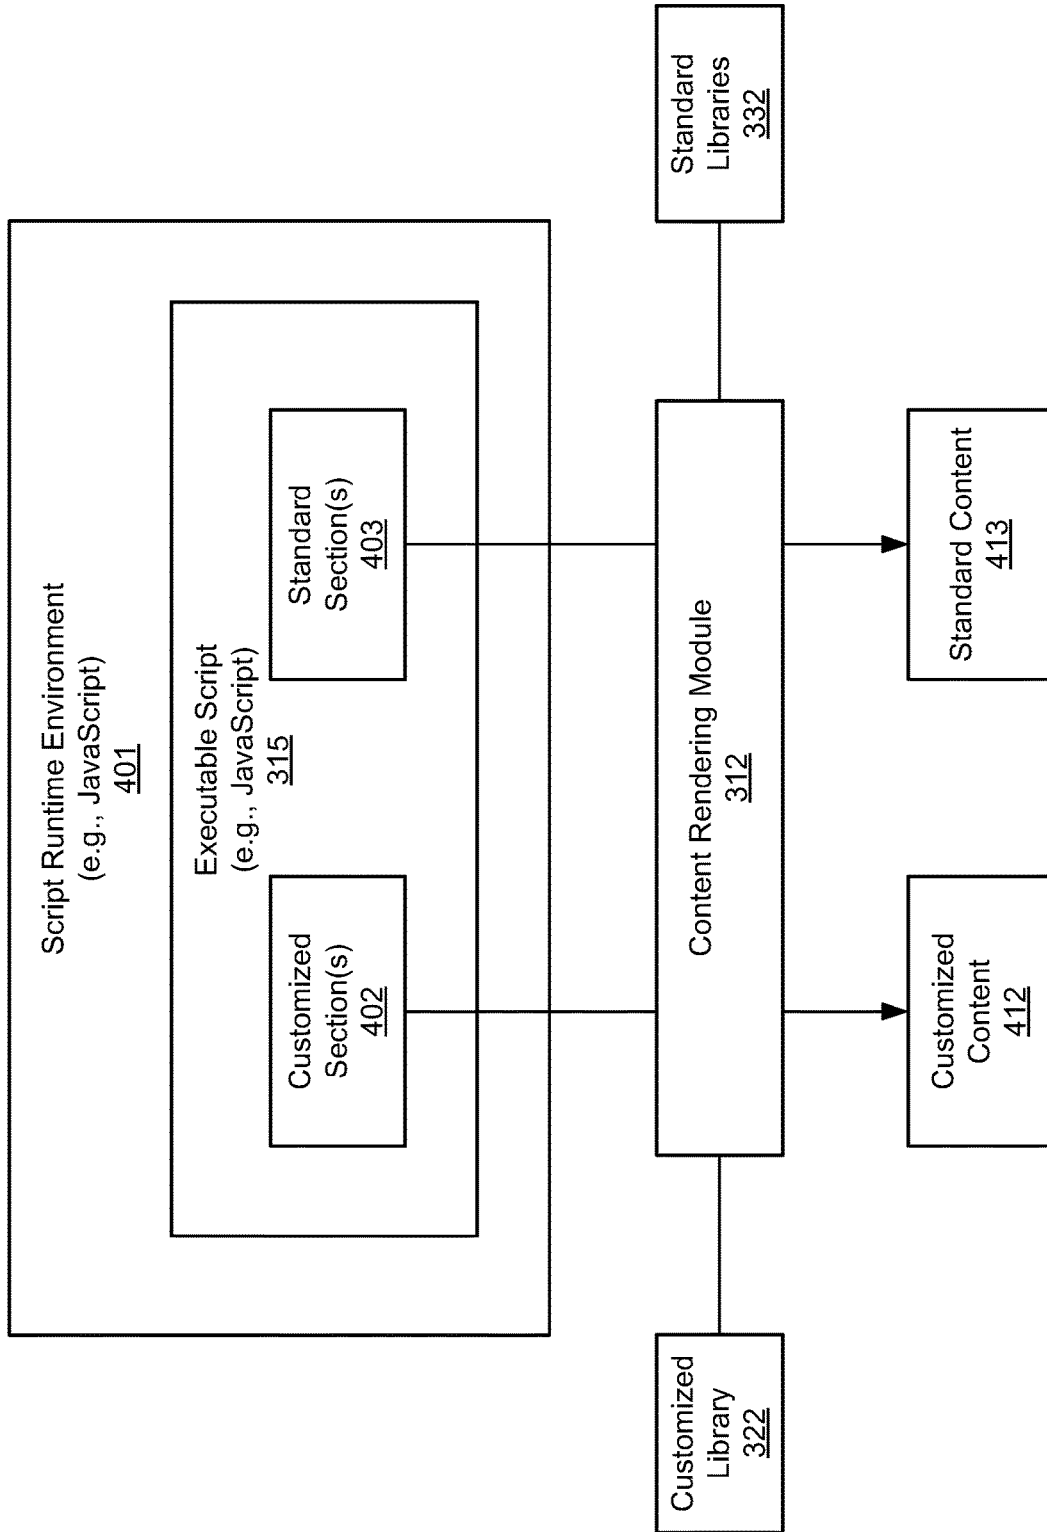 Script Runtime Environment
(e.g., JavaScript)
401
Executable Script
(e.g., JavaScript)
315
Customized
Section(s)
402
Standard
Section(s)
403
Customized
Library
322
Content Rendering Module
312
Standard
Libraries
332
Customized
Content
412
Standard Content
413